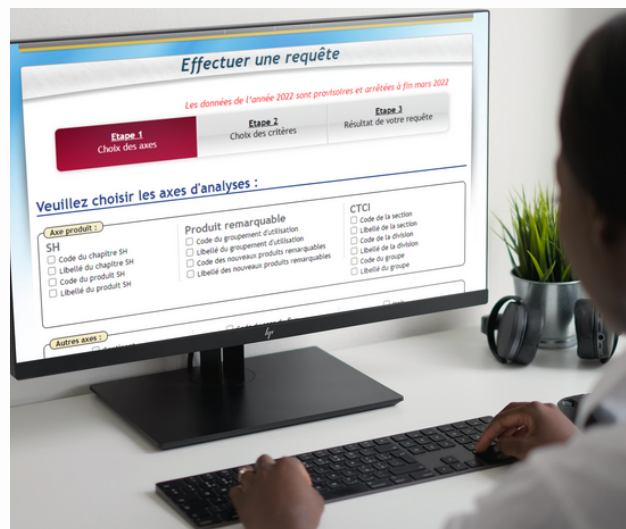 Effectuer une requête
Les données de l'année 2022 sont provisoires et arrêtées à fin mars 2022
Etape 1
Choix des axes
Etape 2
Choix des critères
Etape 3
Résultat de votre requête
Veuillez choisir les axes d'analyses :
Axe produit :
SH
Code du chapitre SH
Libellé du chapitre SH
Code du produit SH
Libellé du produit SH
Produit remarquable
Code du groupement d'utilisation
Libellé du groupement d'utilisation
Code des nouveaux produits remarquables
Libellé des nouveaux produits remarquables
CTCI
Code de la section
Libellé de la section
Code de la division
Libellé de la division
Code du groupe
Libellé du groupe
Autres axes :
hp